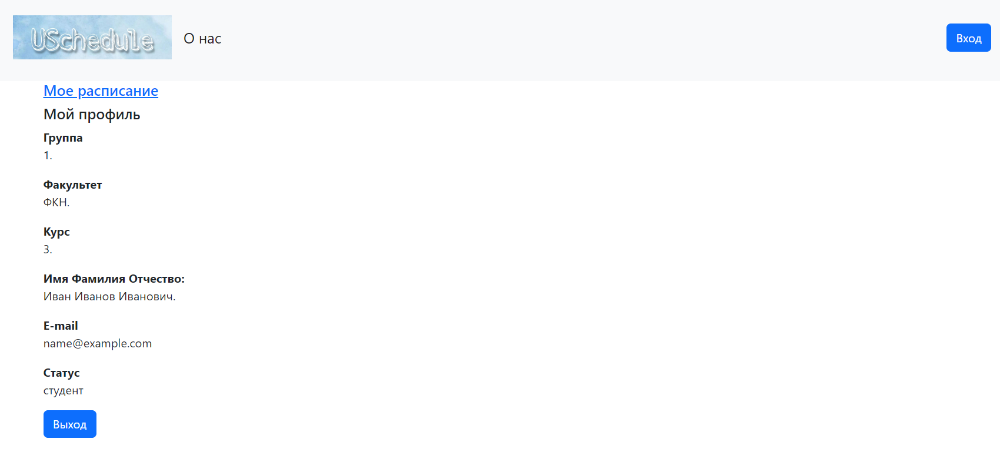 USchedule
О нас
Вход
Мое расписание
Мой профиль
Группа
1.
Факультет
ФКН.
Курс
3.
Имя Фамилия Отчество:
Иван Иванов Иванович.
E-mail
name@example.com
Статус
студент
Выход